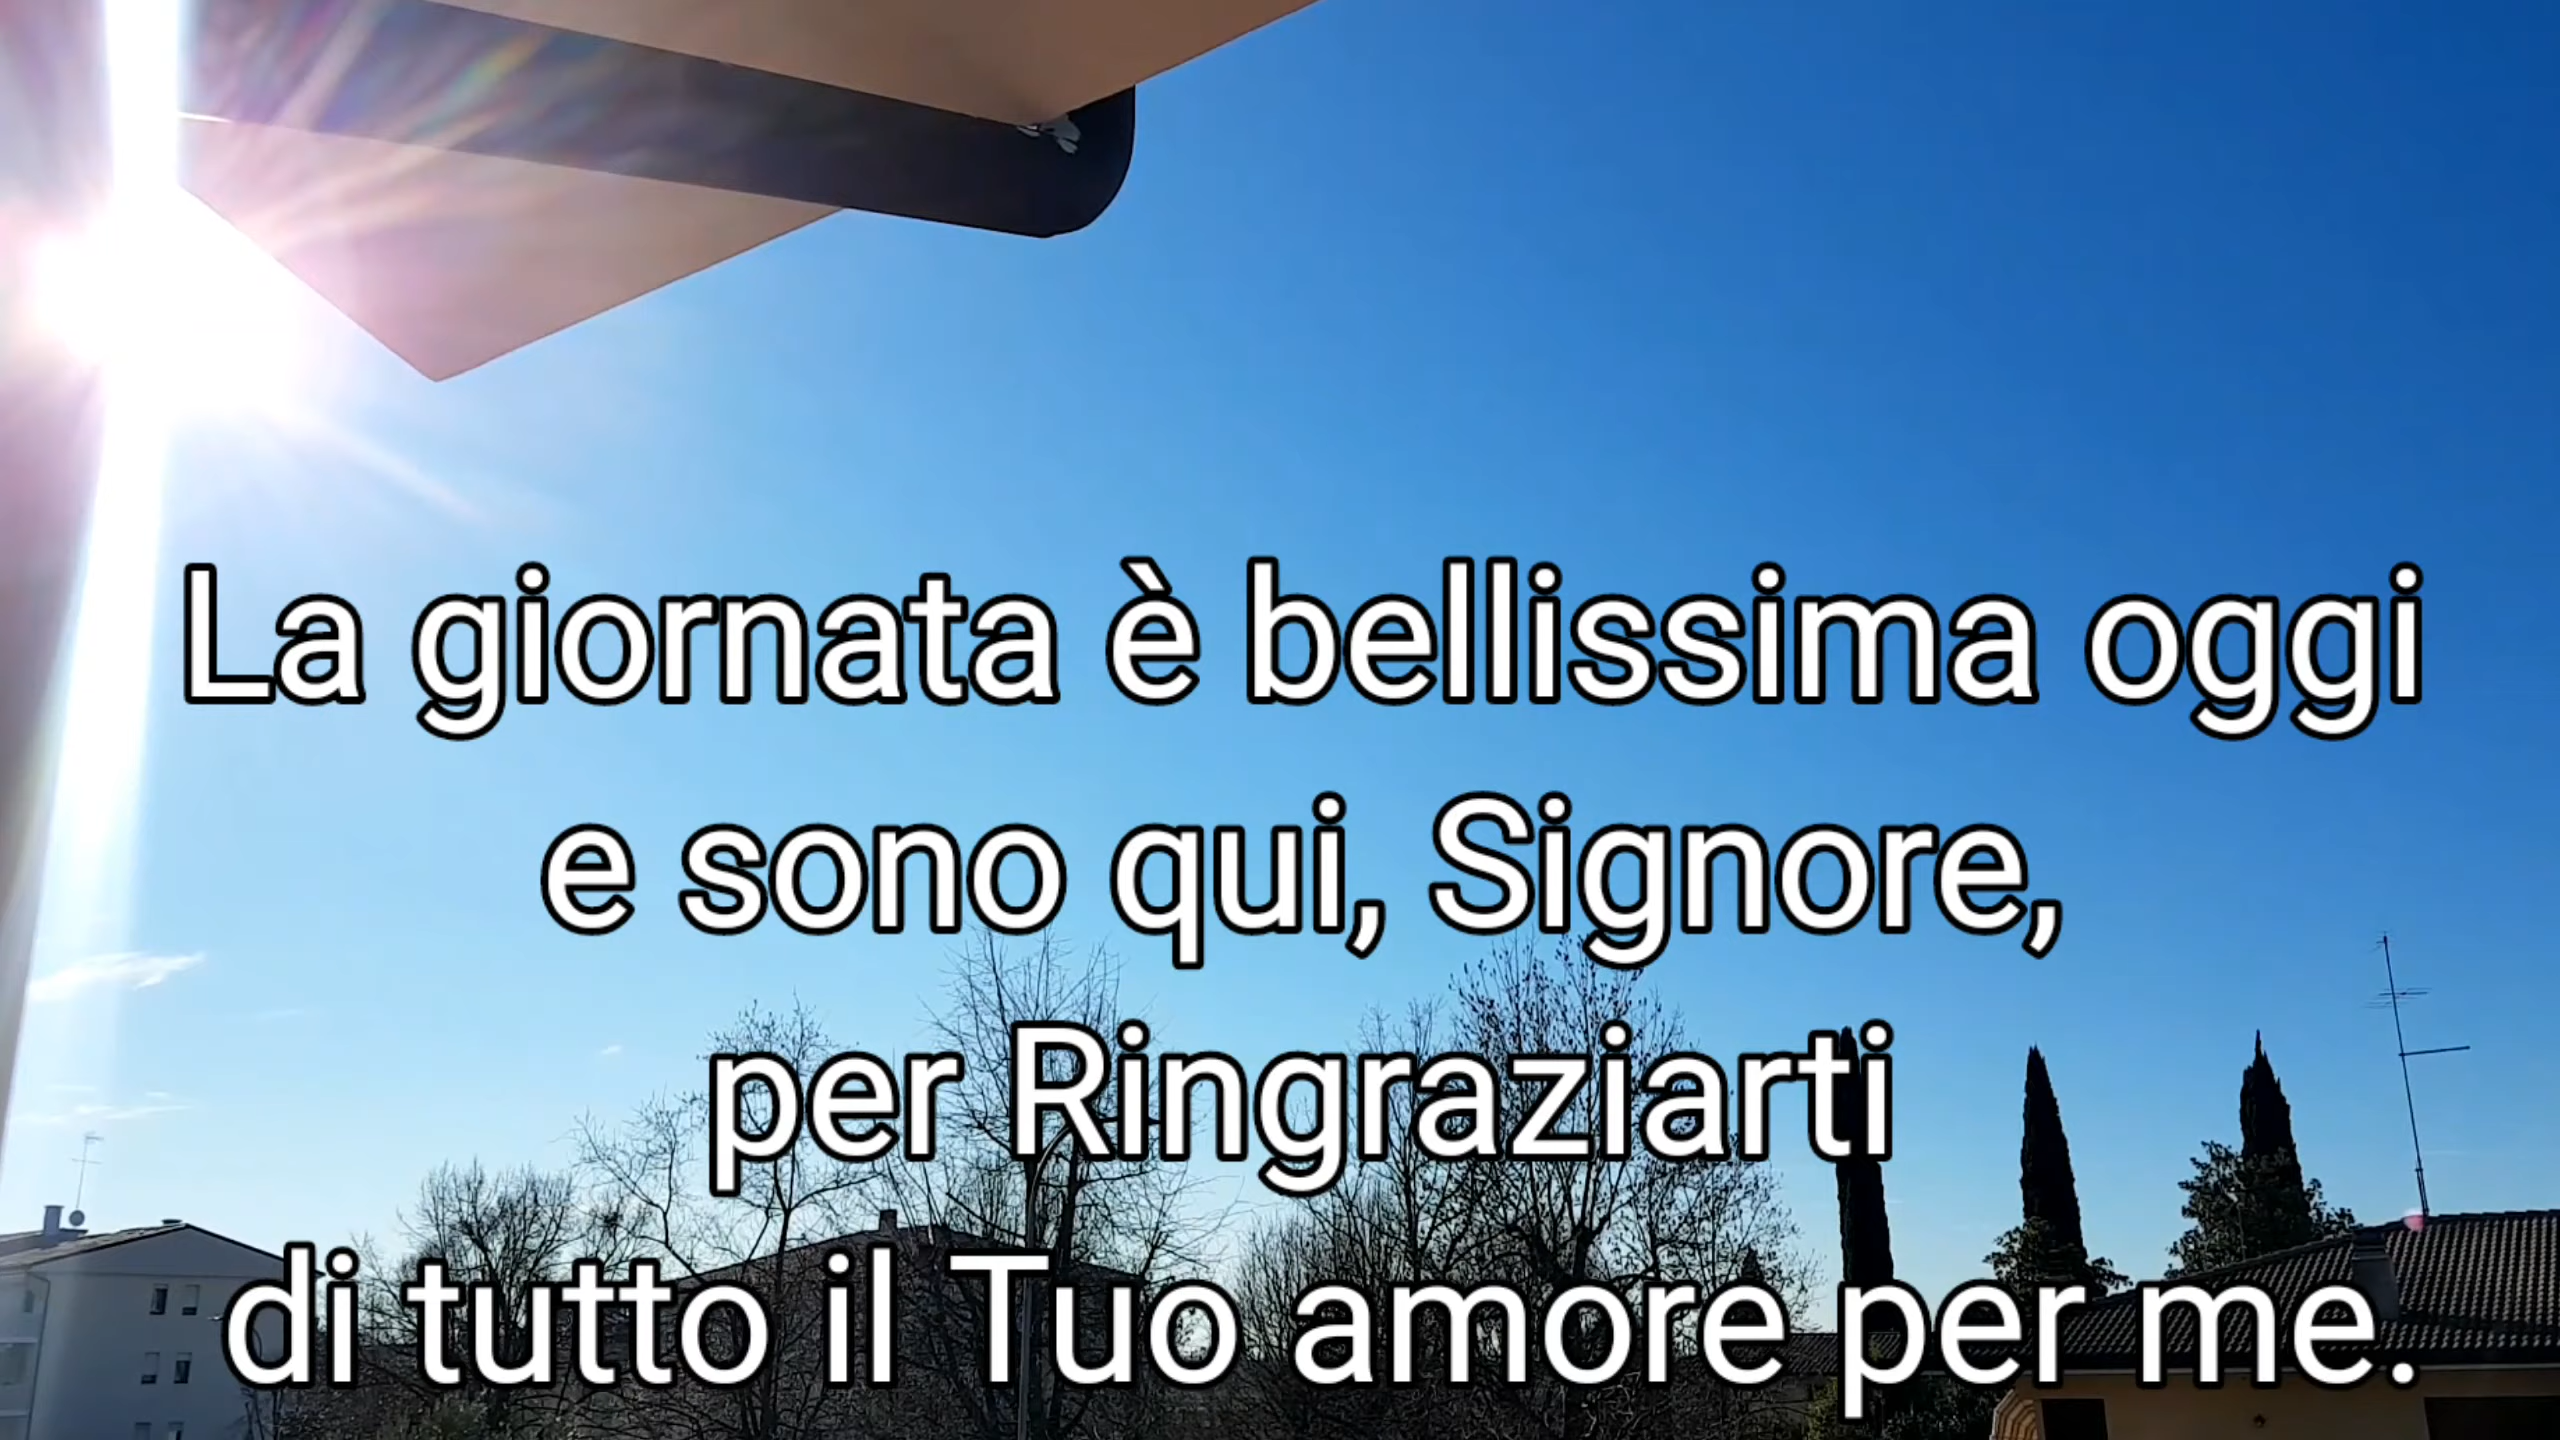 La giornata è bellissima oggi
e sono qui, Signore,
per Ringraziarti
di tutto il Tuo amore per me.